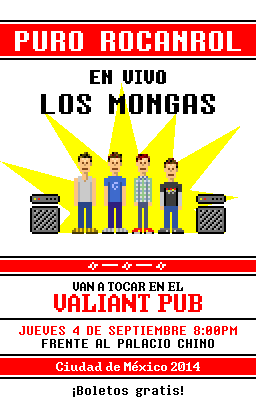 PURO ROCANROL
EN VIVO
LOS MONGAS
VAN A TOCAR EN EL
VALIANT PUB
JUEVES 4 DE SEPTIEMBRE 8:00PM
FRENTE AL PALACIO CHINO
Ciudad de México 2014
¡Boletos gratis!